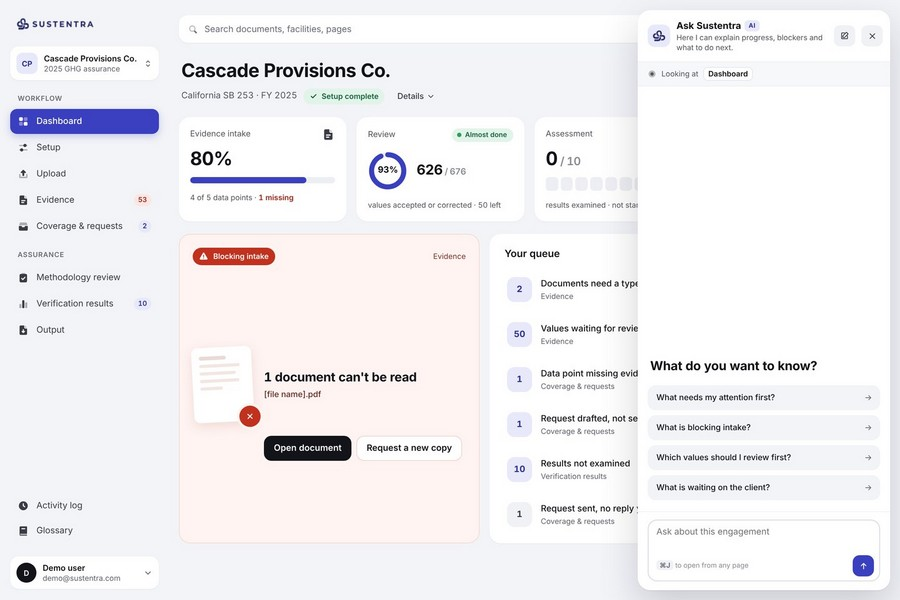 SUSTENTRA
CP
Cascade Provisions Co.
2025 GHG assurance
WORKFLOW
Dashboard
Setup
Upload
Evidence 53
Coverage & requests 2
ASSURANCE
Methodology review
Verification results 10
Output
Activity log
Glossary
D
Demo user
demo@sustentra.com
Search documents, facilities, pages
Cascade Provisions Co.
California SB 253 · FY 2025 Setup complete Details
Evidence intake
80%
4 of 5 data points · 1 missing
Review Almost done
93% 626 / 676
values accepted or corrected · 50 left
Assessment
0 / 10
results examined · not star
Blocking intake Evidence
1 document can't be read
[file name].pdf
Open document Request a new copy
Your queue
2 Documents need a type
Evidence
50 Values waiting for revie
Evidence
1 Data point missing evid
Coverage & requests
1 Request drafted, not se
Coverage & requests
10 Results not examined
Verification results
1 Request sent, no reply y
Coverage & requests
Ask Sustentra AI
Here I can explain progress, blockers and
what to do next.
Looking at Dashboard
What do you want to know?
What needs my attention first? →
What is blocking intake? →
Which values should I review first? →
What is waiting on the client? →
Ask about this engagement
⌘J to open from any page